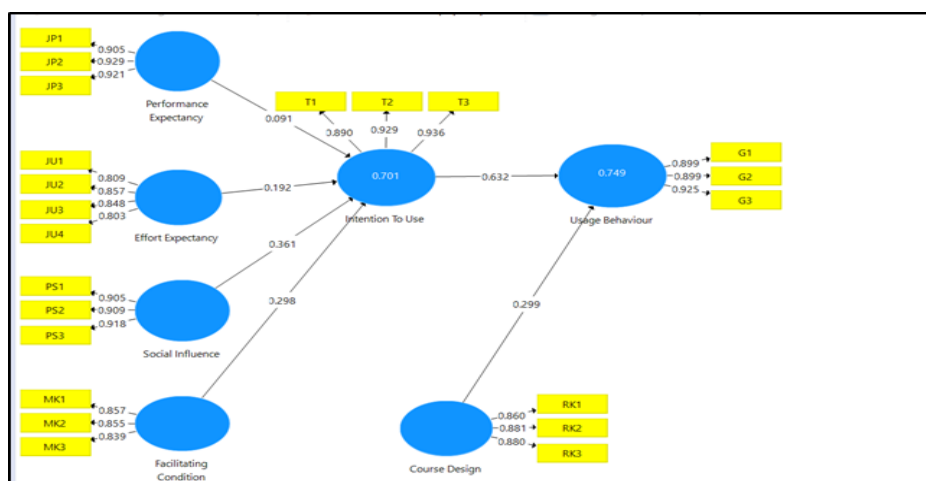 JP1
0.905
JP2
0.929
JP3
0.921
Performance
Expectancy
0.091
T1
T2
T3
0.890
0.929
0.936
JU1
0.809
JU2
0.857
JU3
0.848
JU4
0.803
Effort Expectancy
0.192
0.701
Intention To Use
0.632
0.749
Usage Behaviour
G1
0.899
G2
0.899
G3
0.925
0.361
PS1
0.905
PS2
0.909
PS3
0.918
Social Influence
0.298
0.299
MK1
0.857
MK2
0.855
MK3
0.839
Facilitating
Condition
Course Design
RK1
0.860
RK2
0.881
RK3
0.880